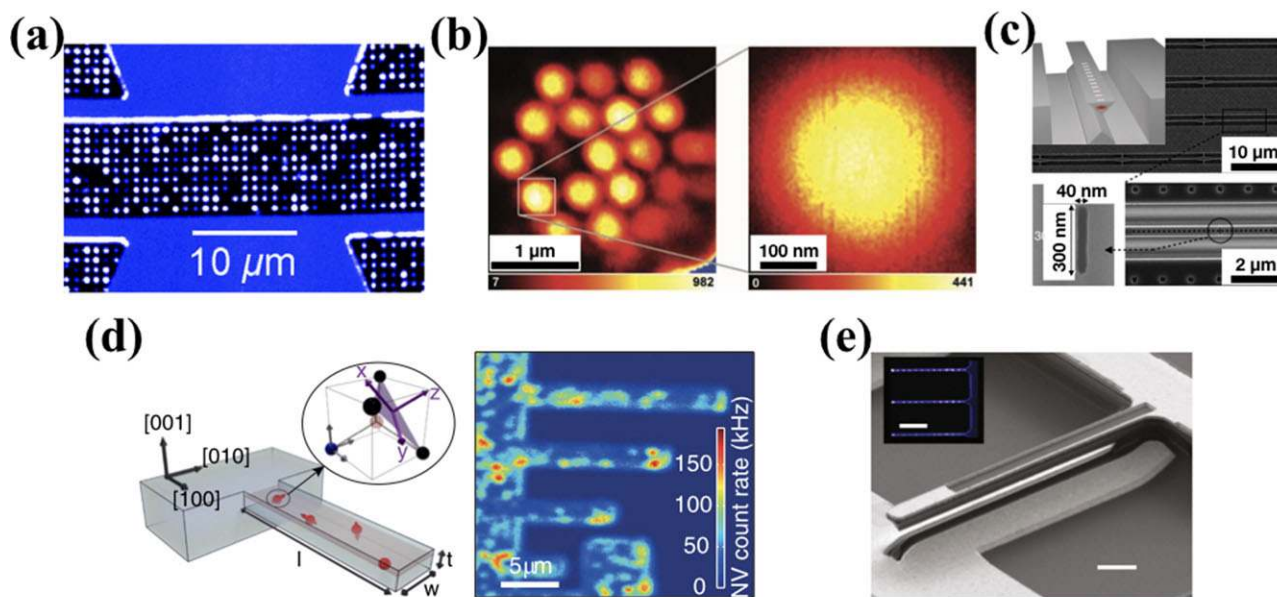 (a)
10 µm
(b)
1 µm
7
982
100 nm
0
441
(c)
10 µm
40 nm
300 nm
2 µm
(d)
[001]
[010]
[100]
x
z
y
l
w
t
5µm
150
100
50
0
NV count rate (kHz)
(e)